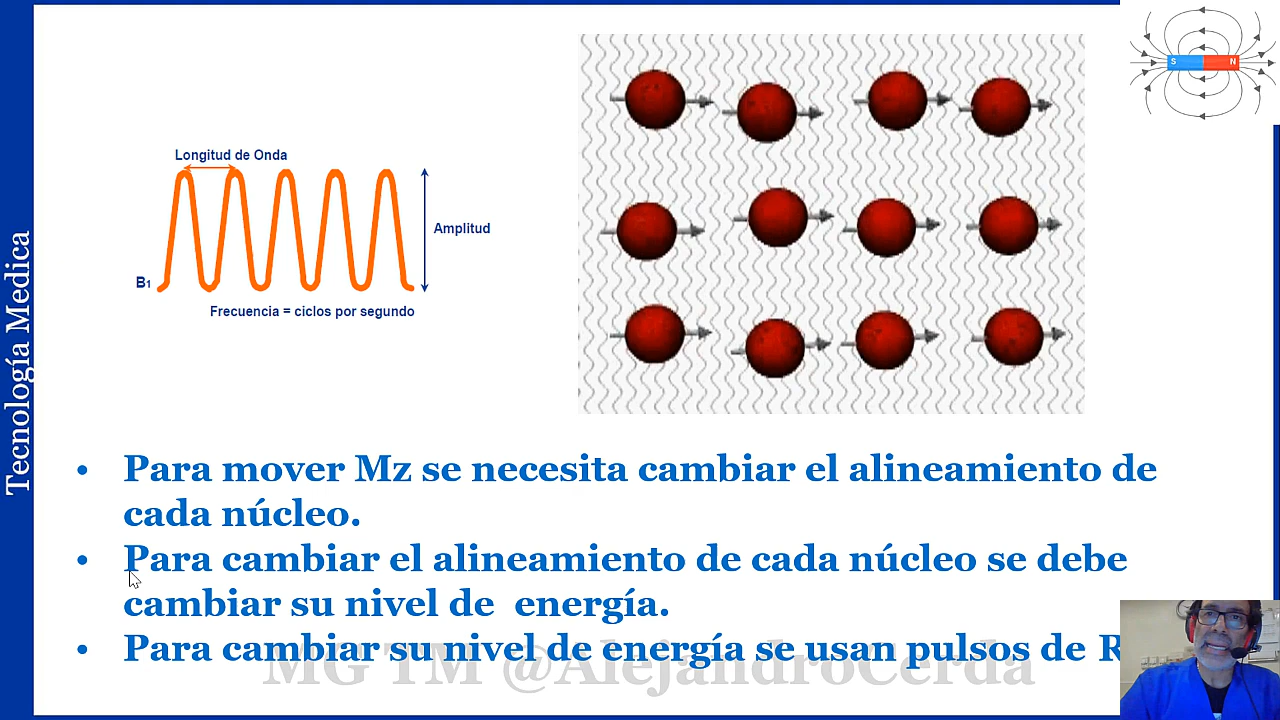 Tecnología Medica
S N
Longitud de Onda
Amplitud
B1
Frecuencia = ciclos por segundo
• Para mover Mz se necesita cambiar el alineamiento de
cada núcleo.
• Para cambiar el alineamiento de cada núcleo se debe
cambiar su nivel de energía.
• Para cambiar su nivel de energía se usan pulsos de
MG TM @AlejandroCerda